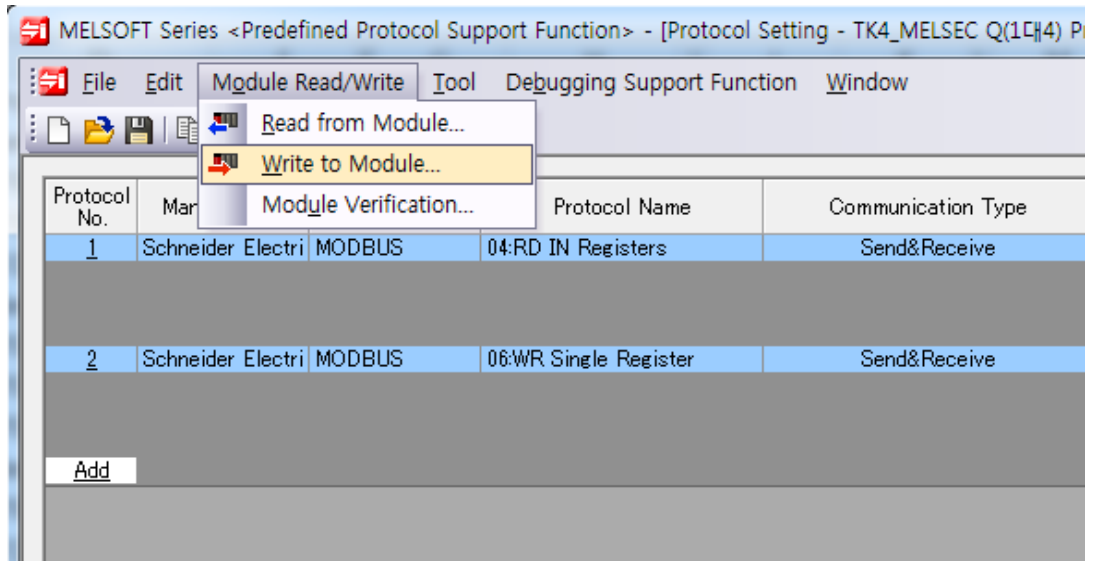 MELSOFT Series <Predefined Protocol Support Function> - [Protocol Setting - TK4_MELSEC Q(1대4) P
File Edit Module Read/Write Tool Debugging Support Function Window
Read from Module...
Write to Module...
Module Verification...
Protocol No. Mar Protocol Name Communication Type
1 Schneider Electri MODBUS 04:RD IN Registers Send&Receive
2 Schneider Electri MODBUS 06:WR Single Register Send&Receive
Add